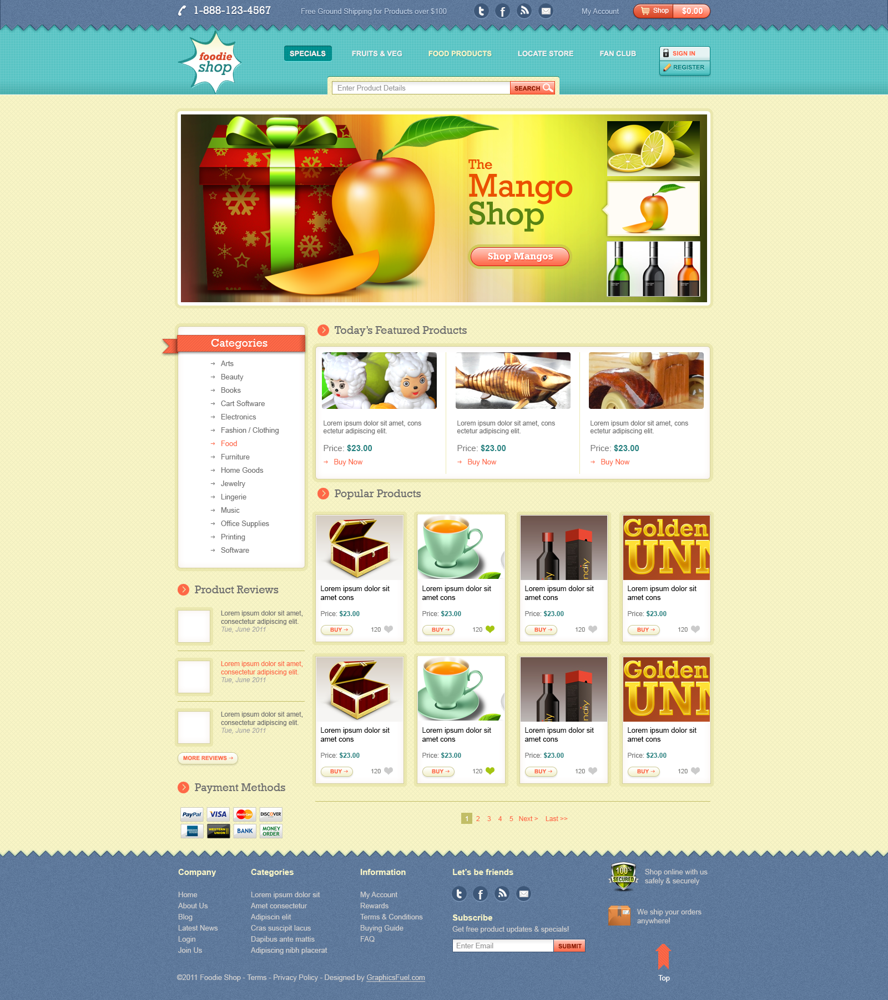 1-888-123-4567
Free Ground Shipping for Products over $100
My Account
Shop
$0.00
foodie
shop
SPECIALS
FRUITS & VEG
FOOD PRODUCTS
LOCATE STORE
FAN CLUB
SIGN IN
REGISTER
Enter Product Details
SEARCH
The
Mango
Shop
Shop Mangos
Categories
Arts
Beauty
Books
Cart Software
Electronics
Fashion / Clothing
Food
Furniture
Home Goods
Jewelry
Lingerie
Music
Office Supplies
Printing
Software
Today’s Featured Products
Lorem ipsum dolor sit amet, cons
ectetur adipiscing elit.
Price: $23.00
Buy Now
Lorem ipsum dolor sit amet, cons
ectetur adipiscing elit.
Price: $23.00
Buy Now
Lorem ipsum dolor sit amet, cons
ectetur adipiscing elit.
Price: $23.00
Buy Now
Popular Products
Lorem ipsum dolor sit
amet cons
Price: $23.00
BUY
120
Lorem ipsum dolor sit
amet cons
Price: $23.00
BUY
120
ndiy
Lorem ipsum dolor sit
amet cons
Price: $23.00
BUY
120
Golden
UNN
Lorem ipsum dolor sit
amet cons
Price: $23.00
BUY
120
Lorem ipsum dolor sit
amet cons
Price: $23.00
BUY
120
Lorem ipsum dolor sit
amet cons
Price: $23.00
BUY
120
ndiy
Lorem ipsum dolor sit
amet cons
Price: $23.00
BUY
120
Golden
UNN
Lorem ipsum dolor sit
amet cons
Price: $23.00
BUY
120
1 2 3 4 5 Next > Last >>
Product Reviews
Lorem ipsum dolor sit amet,
consectetur adipiscing elit.
Tue, June 2011
Lorem ipsum dolor sit amet,
consectetur adipiscing elit.
Tue, June 2011
Lorem ipsum dolor sit amet,
consectetur adipiscing elit.
Tue, June 2011
MORE REVIEWS
Payment Methods
PayPal
VISA
MasterCard
DISCOVER
WESTERN
UNION
BANK
MONEY
ORDER
Company
Home
About Us
Blog
Latest News
Login
Join Us
Categories
Lorem ipsum dolor sit
Amet consectetur
Adipiscin elit
Cras suscipit lacus
Dapibus ante mattis
Adipiscing nibh placerat
Information
My Account
Rewards
Terms & Conditions
Buying Guide
FAQ
Let’s be friends
Subscribe
Get free product updates & specials!
Enter Email
SUBMIT
100%
SECURED
Shop online with us
safely & securely
We ship your orders
anywhere!
Top
©2011 Foodie Shop - Terms - Privacy Policy - Designed by GraphicsFuel.com